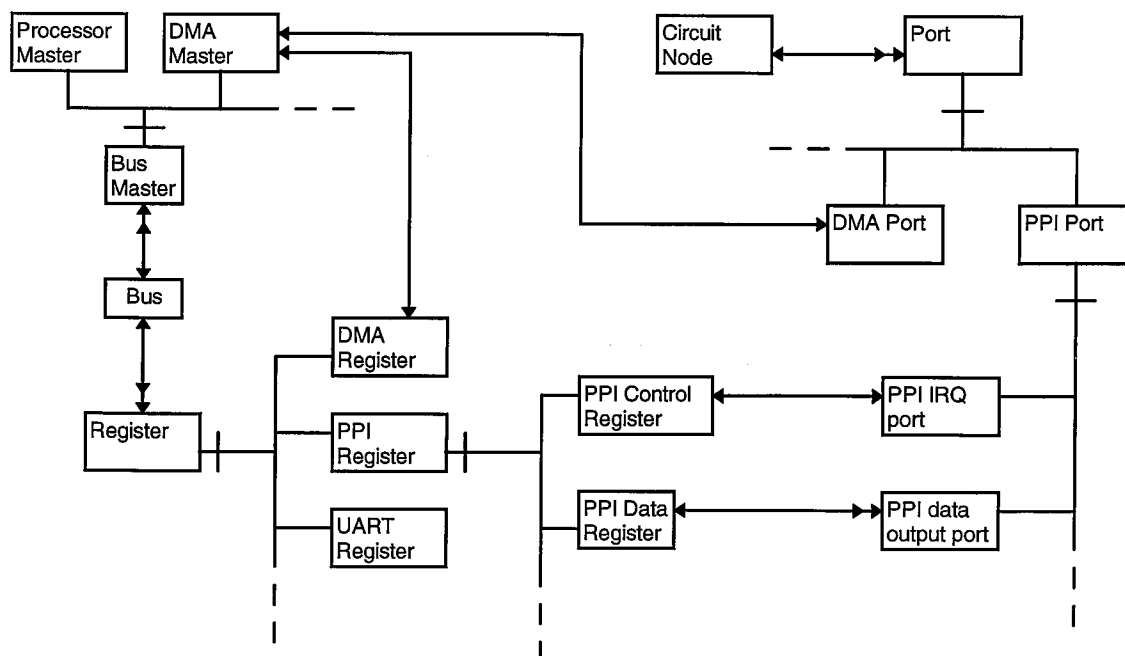 Processor
Master
DMA
Master
Circuit
Node
Port
Bus
Master
DMA Port
PPI Port
Bus
DMA
Register
PPI Control
Register
PPI IRQ
port
Register
PPI
Register
UART
Register
PPI Data
Register
PPI data
output port